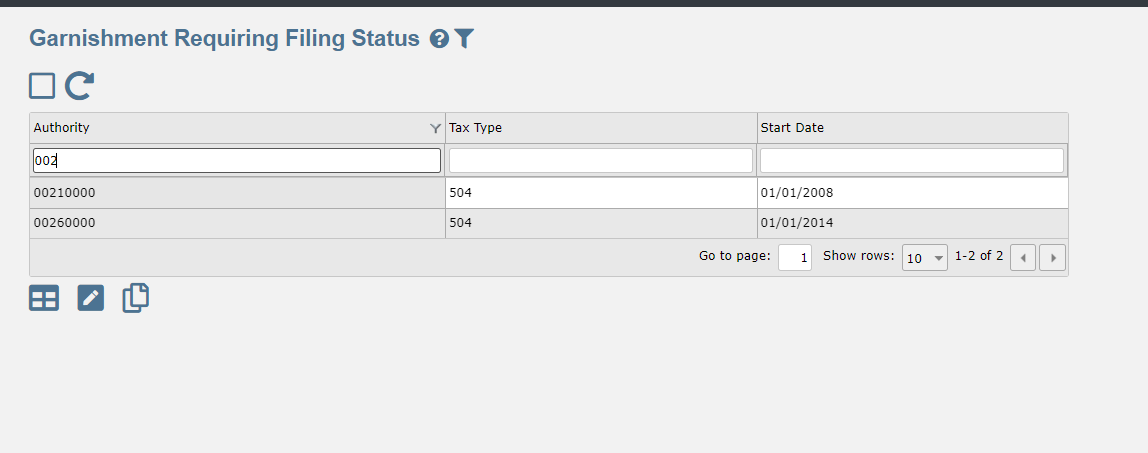 Garnishment Requiring Filing Status
Authority Tax Type Start Date
002
00210000 504 01/01/2008
00260000 504 01/01/2014
Go to page: 1 Show rows: 10 1-2 of 2